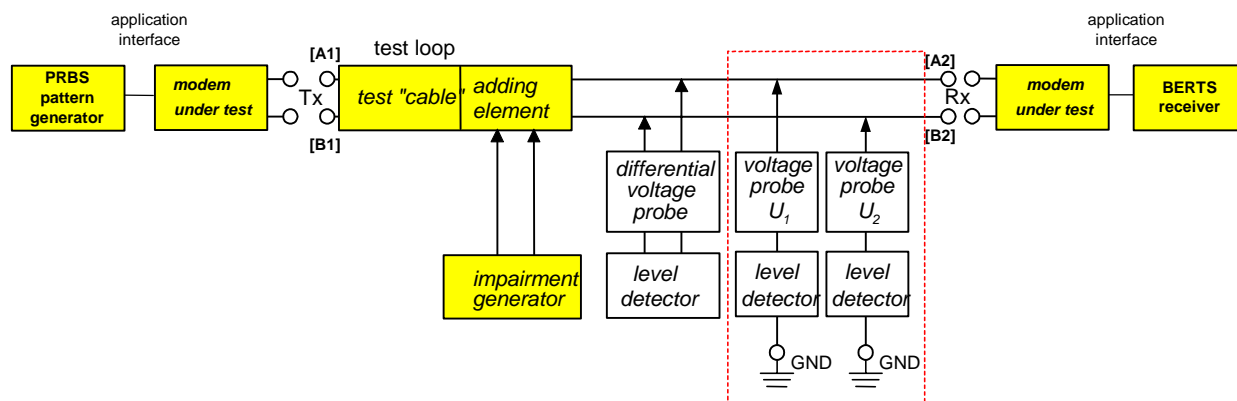 application
interface
application
interface
[A1]
test loop
[A2]
PRBS
pattern
generator
modem
under test
Tx
test "cable"
adding
element
Rx
modem
under test
BERTS
receiver
[B1]
[B2]
differential
voltage
probe
voltage
probe
U1
voltage
probe
U2
impairment
generator
level
detector
level
detector
level
detector
GND
GND